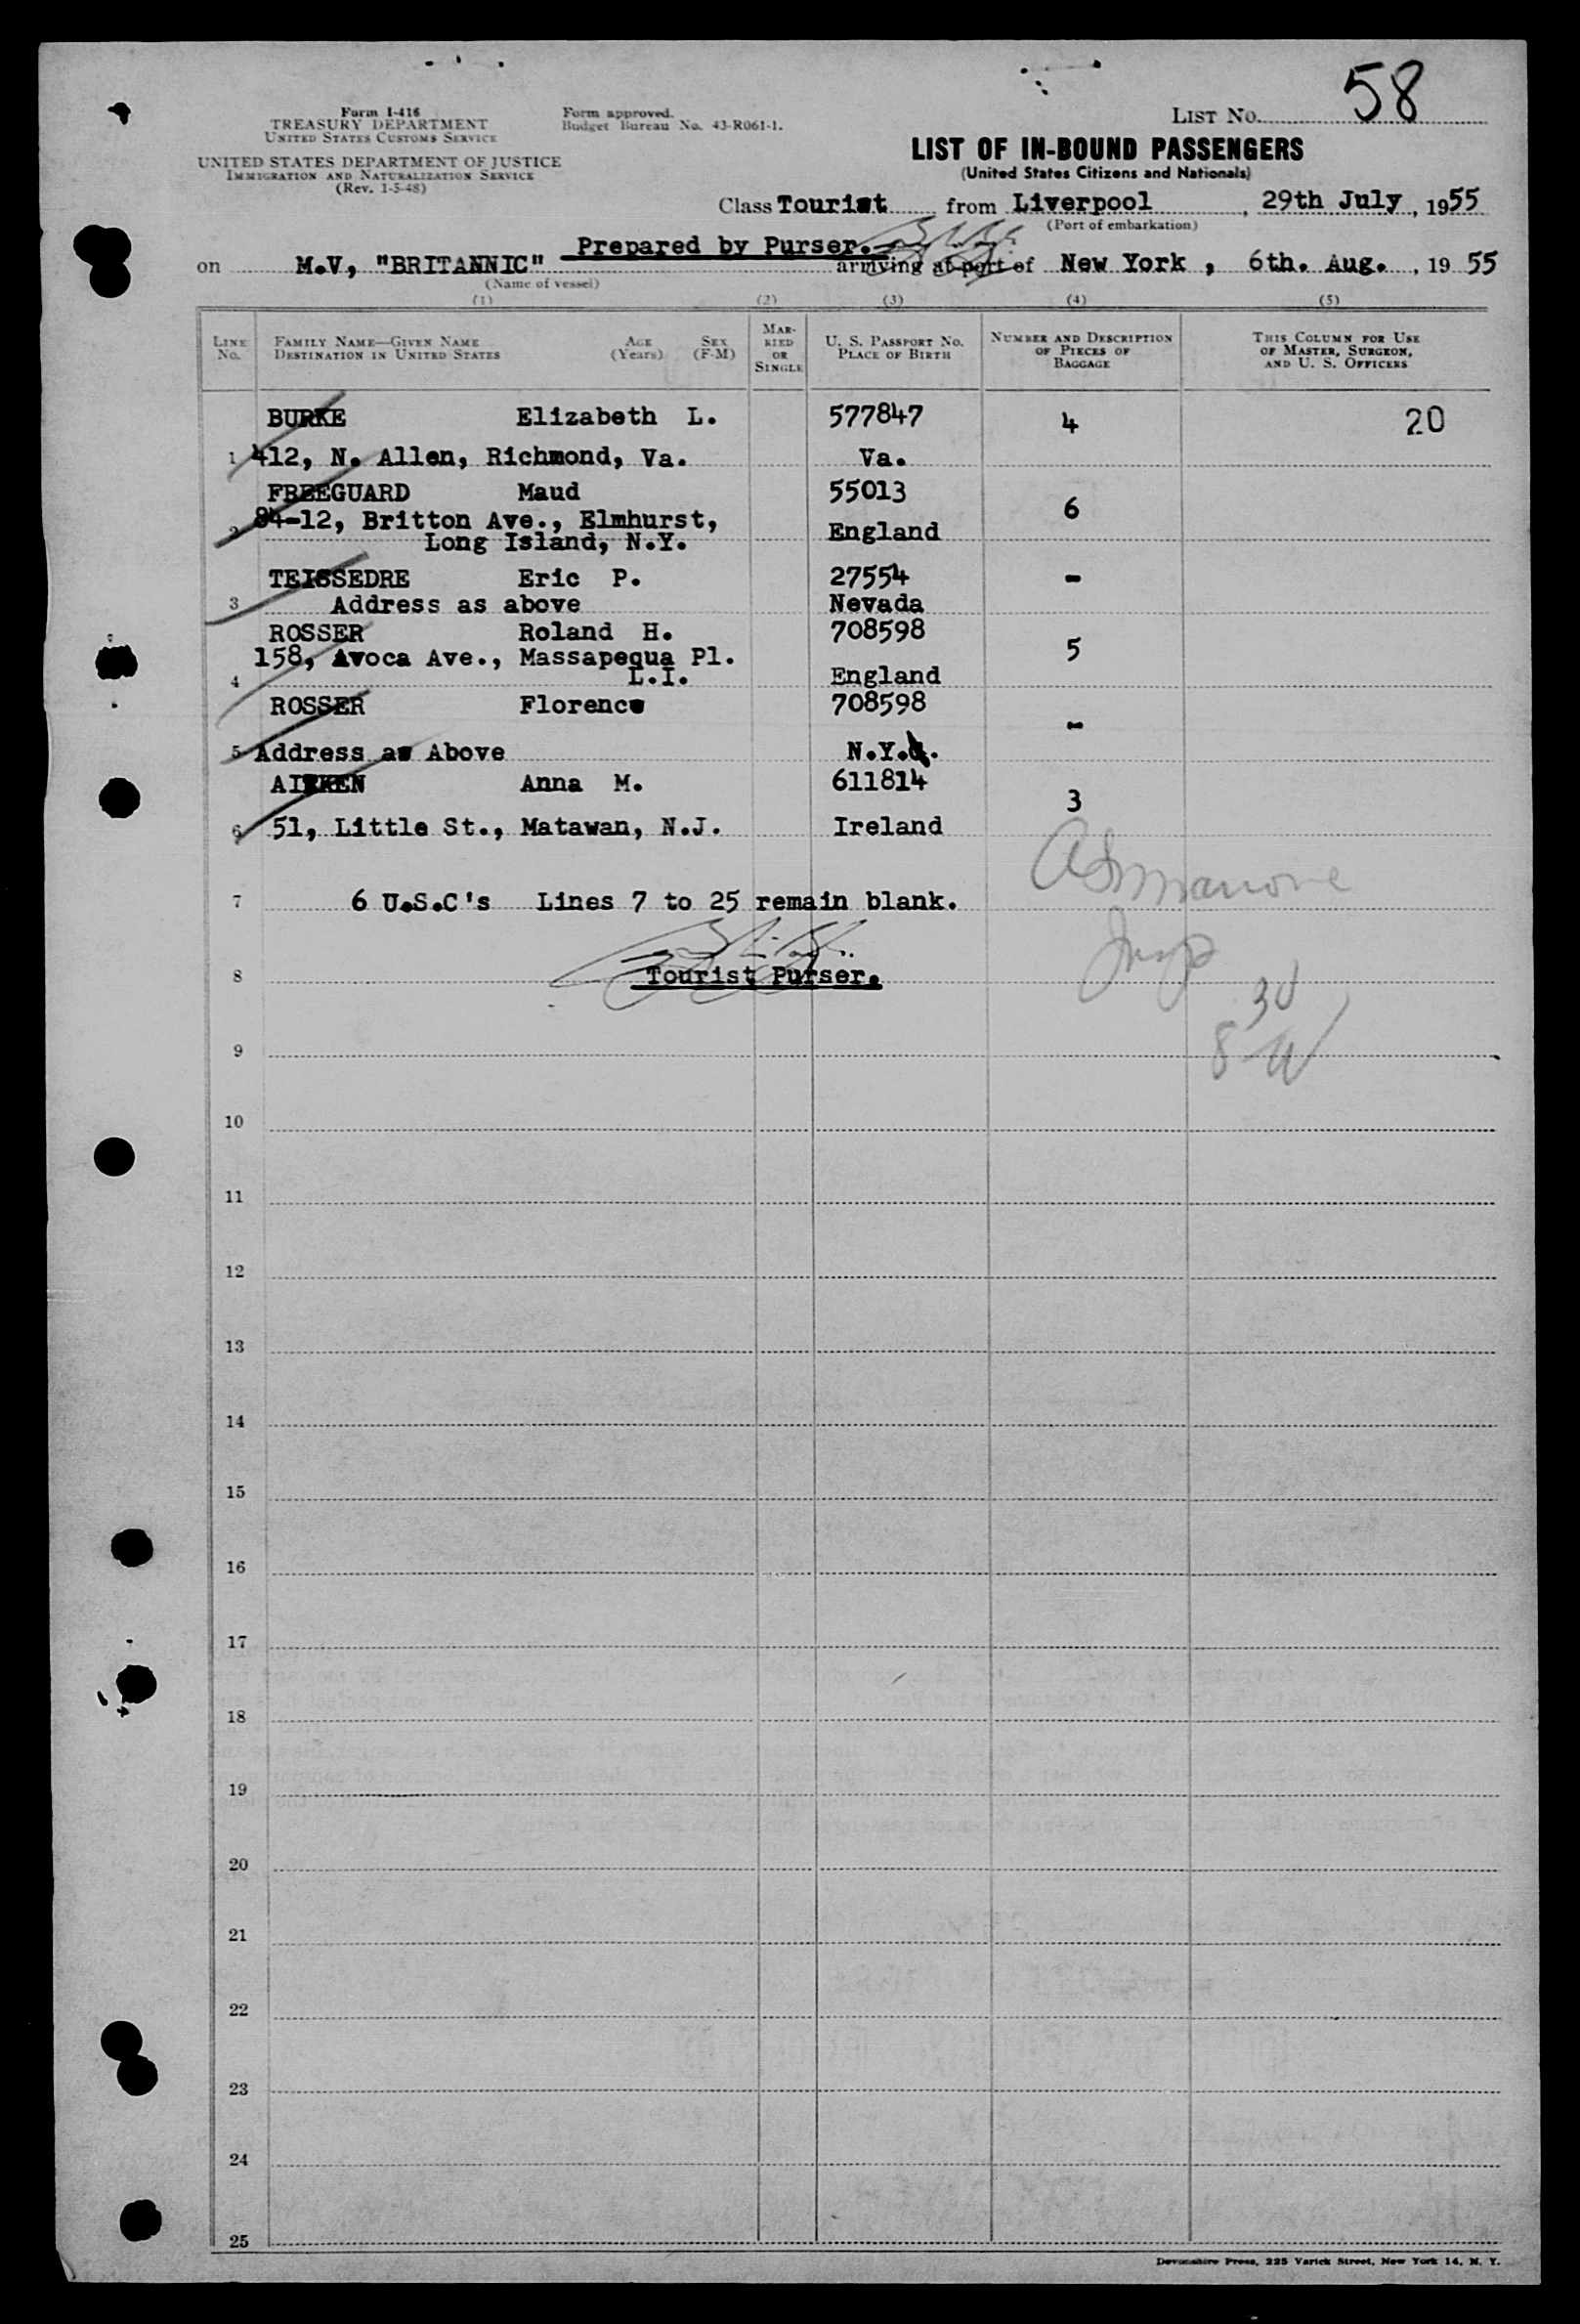 58
Form I-416
TREASURY DEPARTMENT
UNITED STATES CUSTOMS SERVICE
UNITED STATES DEPARTMENT OF JUSTICE
IMMIGRATION AND NATURALIZATION SERVICE
(Rev. 1-5-48)
Form approved.
Budget Bureau No. 43-R061-1.
LIST NO.
LIST OF IN-BOUND PASSENGERS
(United States Citizens and Nationals)
Class Tourist from Liverpool, 29th July, 1955
(Port of embarkation)
Prepared by Purser.
on M.V, "BRITANNIC" arriving at port of New York, 6th. Aug., 1955
(Name of vessel)
(1) (2) (3) (4) (5)
LINE No. FAMILY NAME—GIVEN NAME DESTINATION IN UNITED STATES AGE (Years) SEX (F-M) MARRIED OR SINGLE U. S. PASSPORT NO. PLACE OF BIRTH NUMBER AND DESCRIPTION OF PIECES OF BAGGAGE THIS COLUMN FOR USE OF MASTER, SURGEON, AND U. S. OFFICERS
BURKE Elizabeth L. 577847 4 20
1 412, N. Allen, Richmond, Va. Va.
FREEGUARD Maud 55013 6
2 84-12, Britton Ave., Elmhurst, England
Long Island, N.Y.
TEISSEDRE Eric P. 27554 -
3 Address as above Nevada
ROSSER Roland H. 708598
158, Avoca Ave., Massapequa Pl. 5
4 L.I. England
ROSSER Florence 708598 -
5 Address as Above N.Y.
AITKEN Anna M. 611814 3
6 51, Little St., Matawan, N.J. Ireland
7 6 U.S.C's Lines 7 to 25 remain blank.
8 Tourist Purser.
9
10
11
12
13
14
15
16
17
18
19
20
21
22
23
24
25
Devonshire Press, 225 Varick Street, New York 14, N. Y.